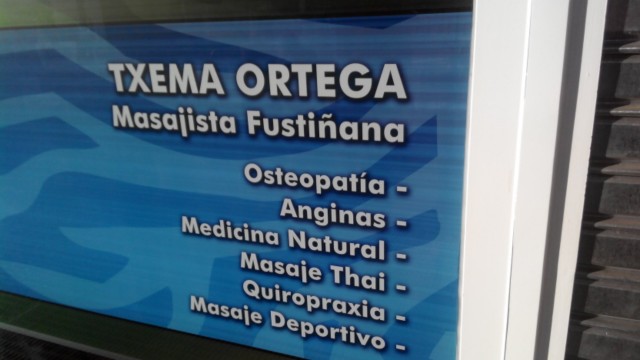 TXEMA ORTEGA
Masajista Fustiñana
Osteopatía -
Anginas -
Medicina Natural -
Masaje Thai -
Quiropraxia -
Masaje Deportivo -